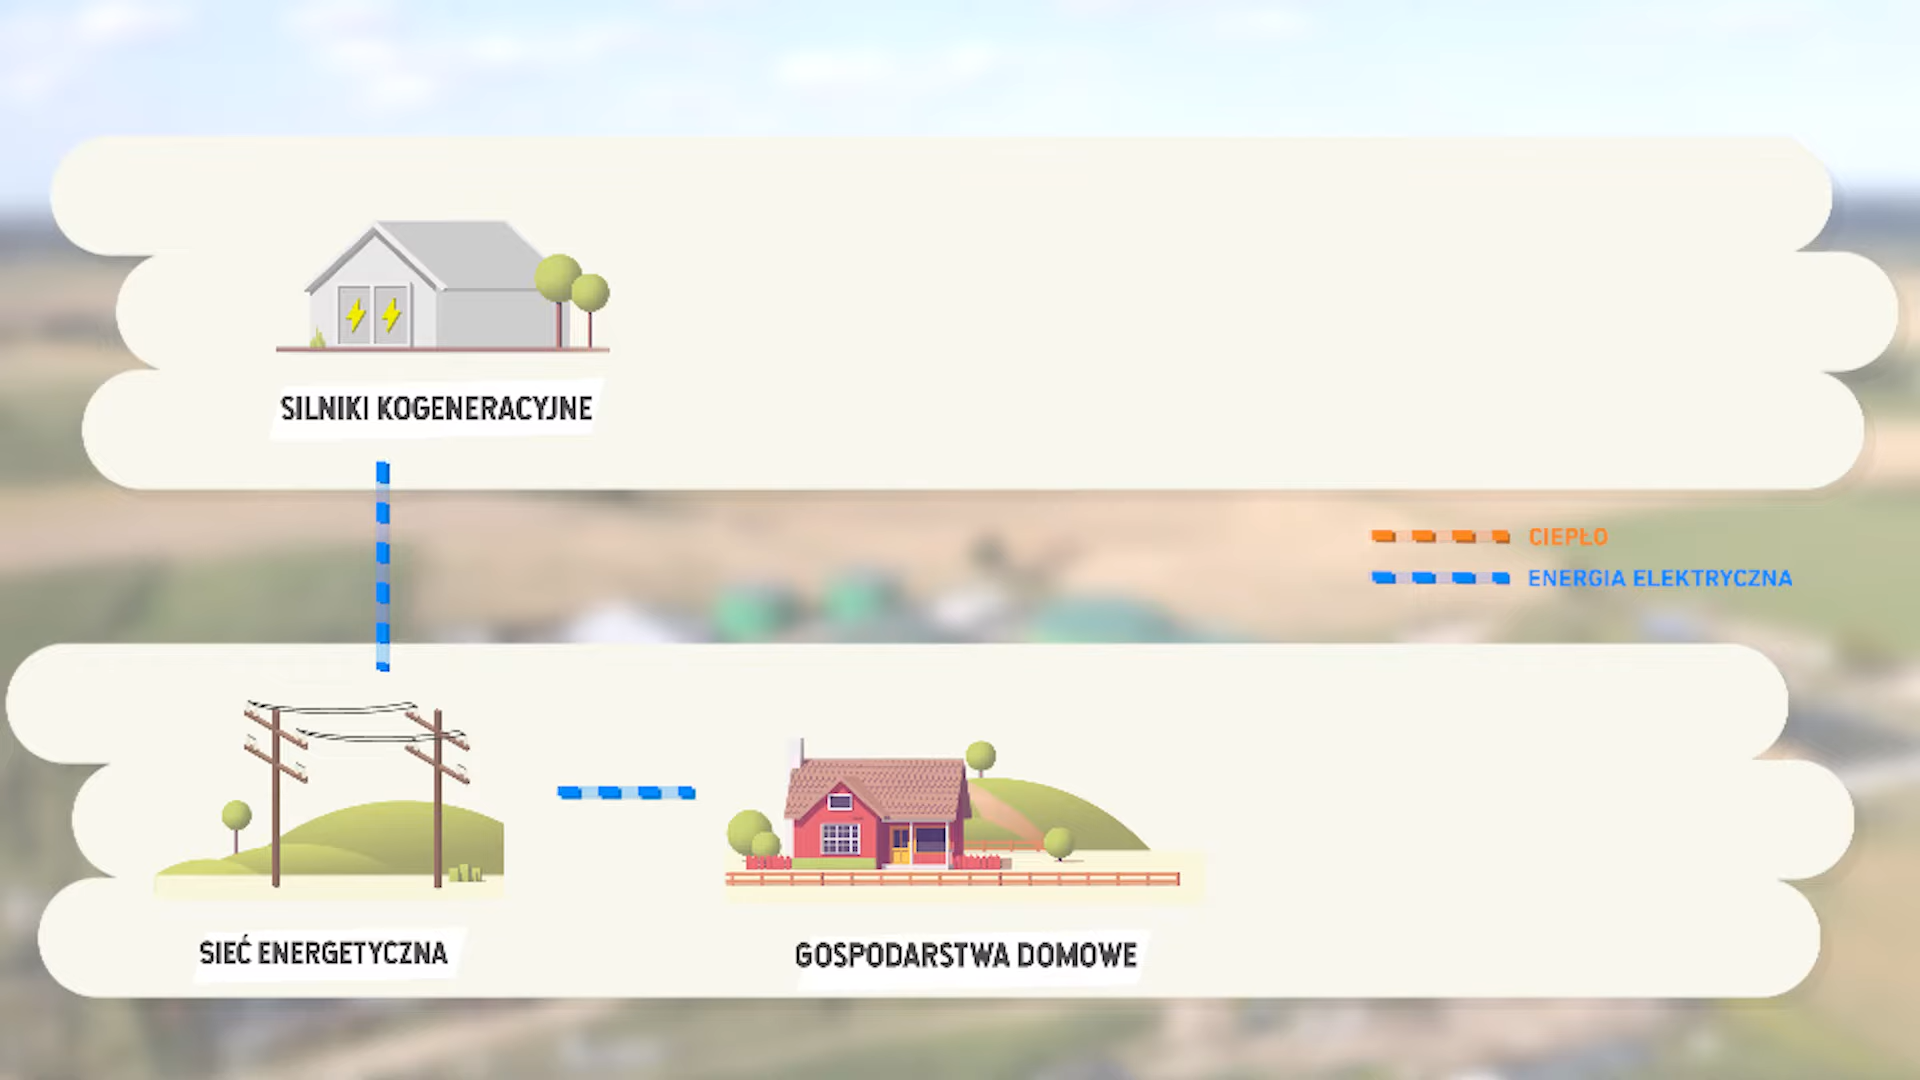 SILNIKI KOGENERACYJNE
CIEPŁO
ENERGIA ELEKTRYCZNA
SIEĆ ENERGETYCZNA
GOSPODARSTWA DOMOWE